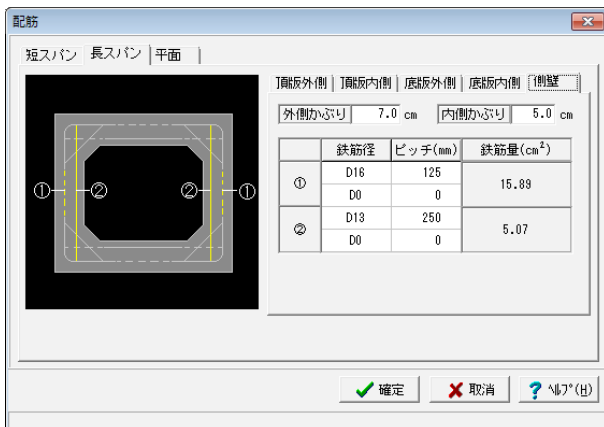 配筋
短スパン 長スパン 平面
頂版外側 頂版内側 底版外側 底版内側 側壁
外側かぶり 7.0 cm 内側かぶり 5.0 cm
鉄筋径 ピッチ(mm) 鉄筋量(cm²)
① D16 125 15.89
D0 0
② D13 250 5.07
D0 0
① ② ② ①
確定 取消 ? ﾍﾙﾌﾟ(H)